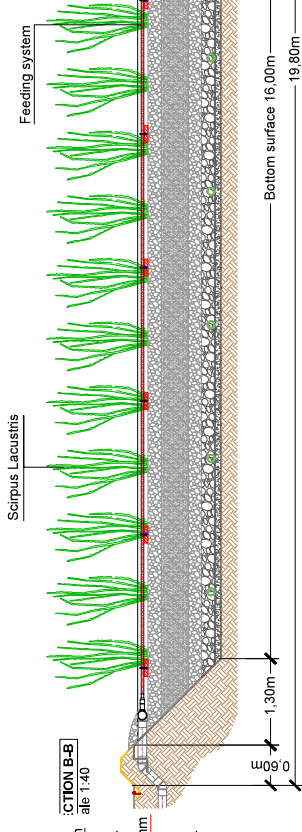 Feeding system
Scirpus Lacustris
Bottom surface 16,00m
19,80m
1,30m
0,60m
CTION B-B
ale 1:40